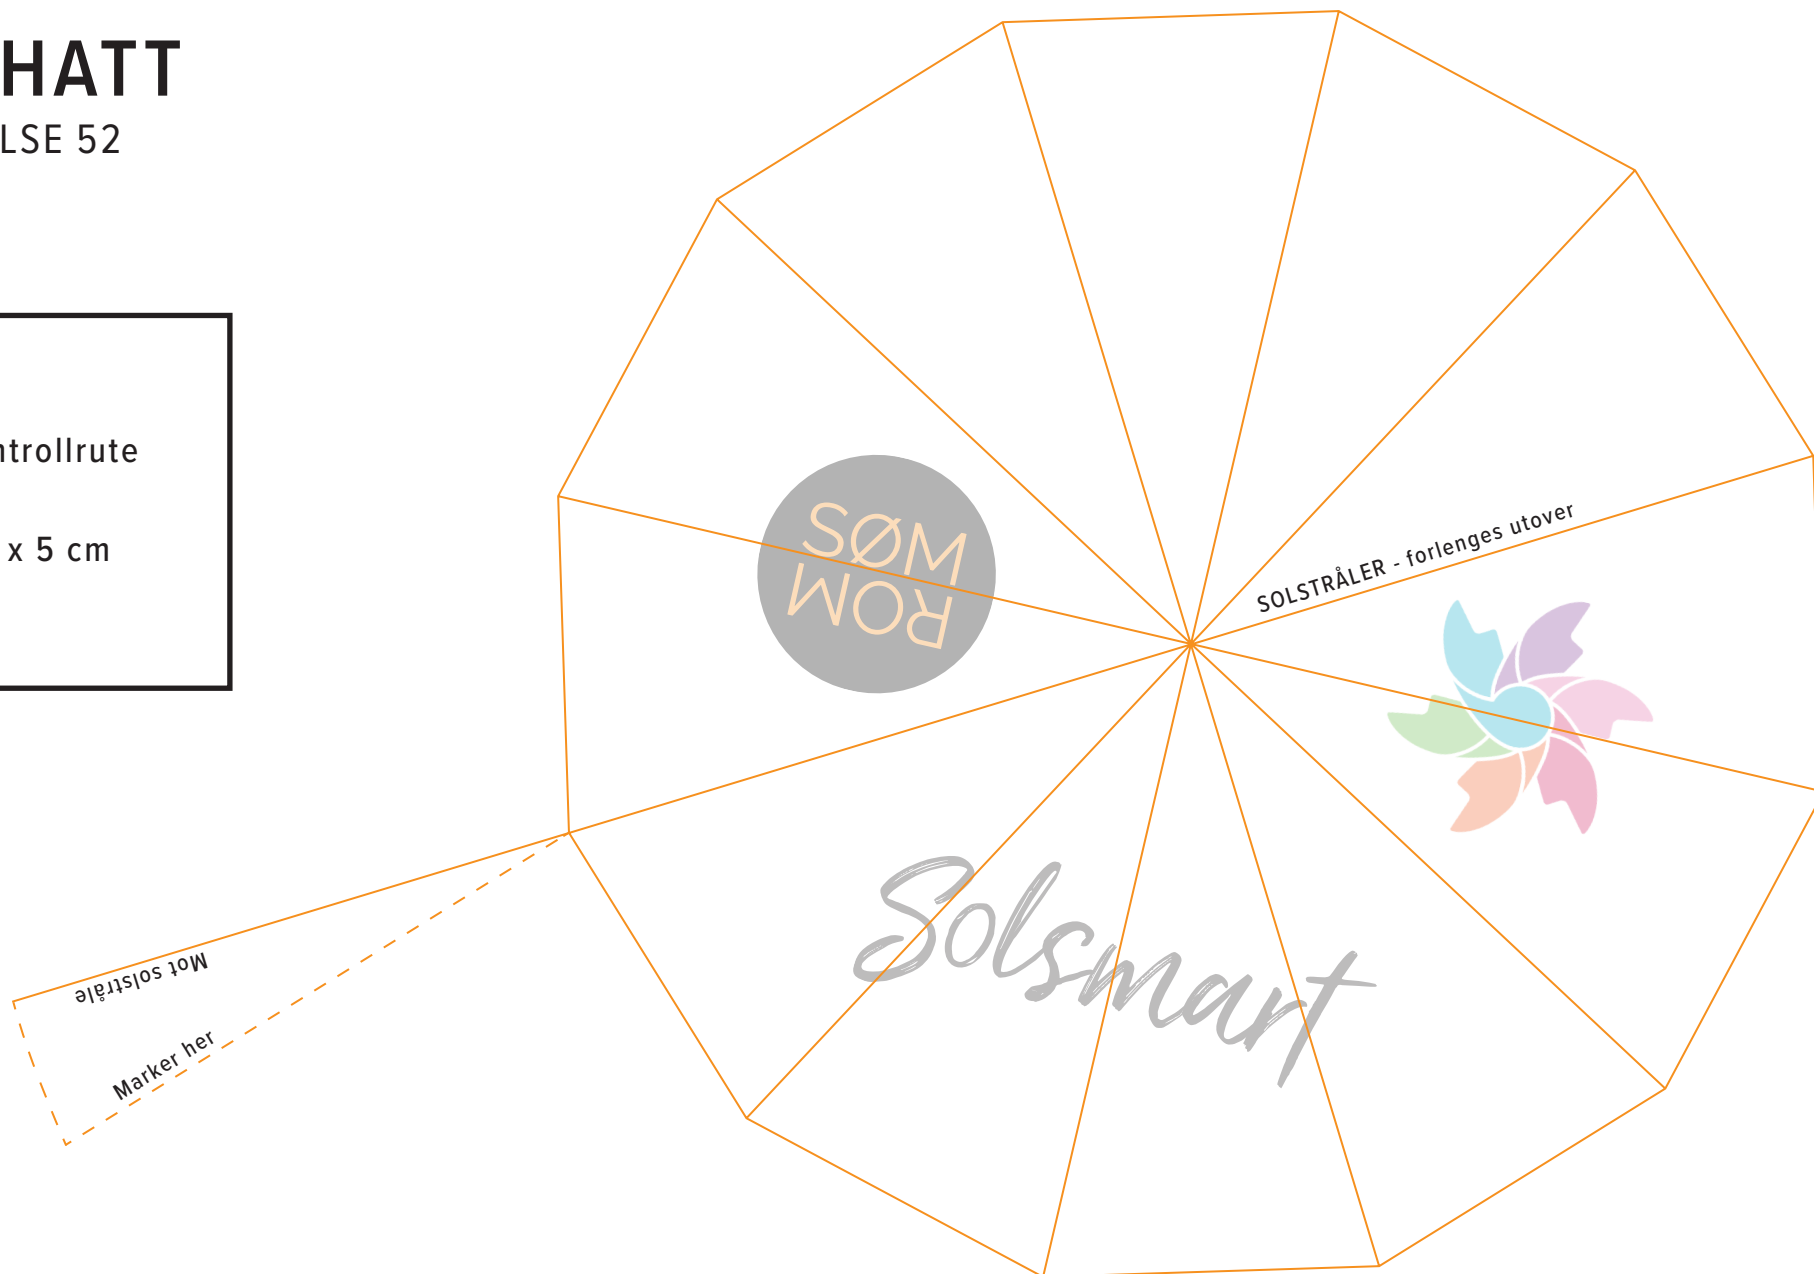 HATT
LSE 52
ntrollrute
x 5 cm
SØM
ROM
SOLSTRÅLER - forlenges utover
Solsmart
Mot solstråle
Marker her